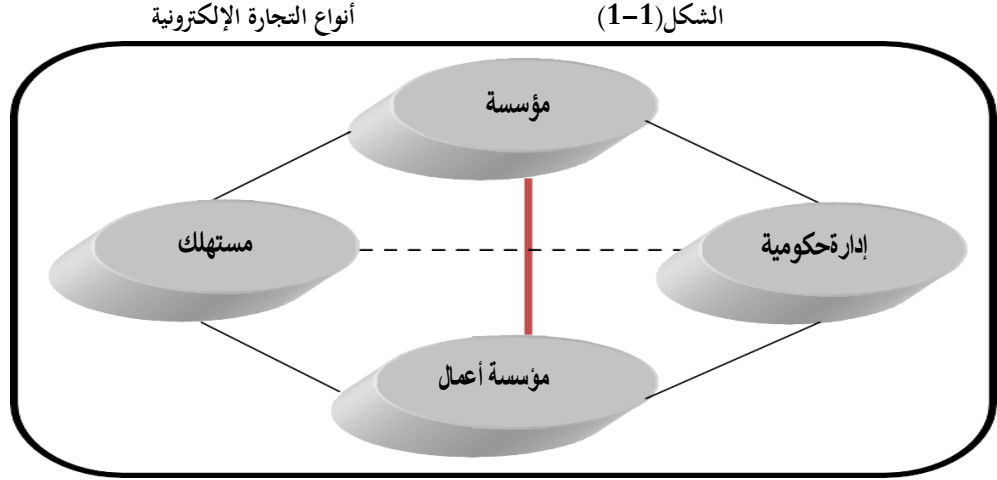 الشكل(1-1) أنواع التجارة الإلكترونية
مؤسسة
إدارةحكومية
مستهلك
مؤسسة أعمال